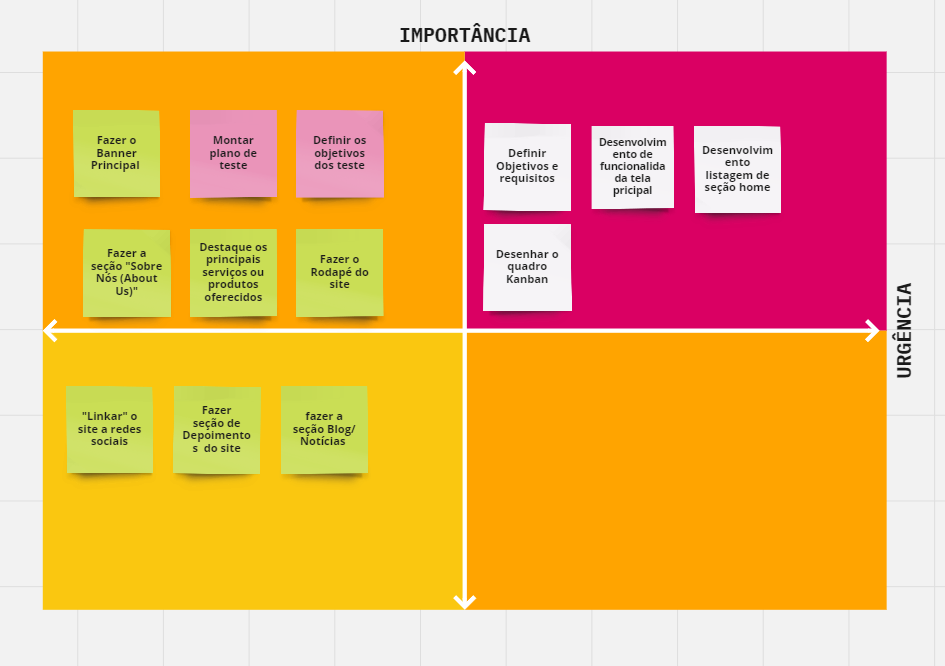 IMPORTÂNCIA
Fazer o
Banner
Principal
Montar
plano de
teste
Definir os
objetivos
dos teste
Definir
Objetivos e
requisitos
Desenvolvim
ento de
funcionalida
da tela
pricipal
Desenvolvim
ento
listagem de
seção home
Fazer a
seção "Sobre
Nós (About
Us)"
Destaque os
principais
serviços ou
produtos
oferecidos
Fazer o
Rodapé do
site
Desenhar o
quadro
Kanban
URGÊNCIA
"Linkar" o
site a redes
sociais
Fazer
seção de
Depoimento
s do site
fazer a
seção Blog/
Notícias